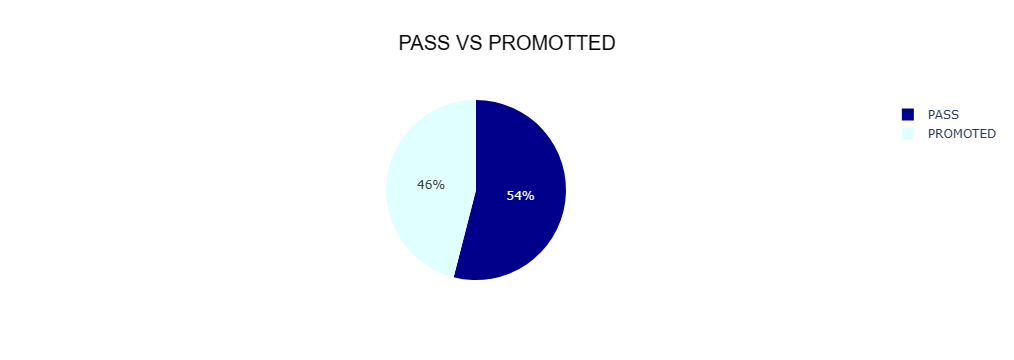 PASS VS PROMOTTED
PASS
PROMOTED
46%
54%